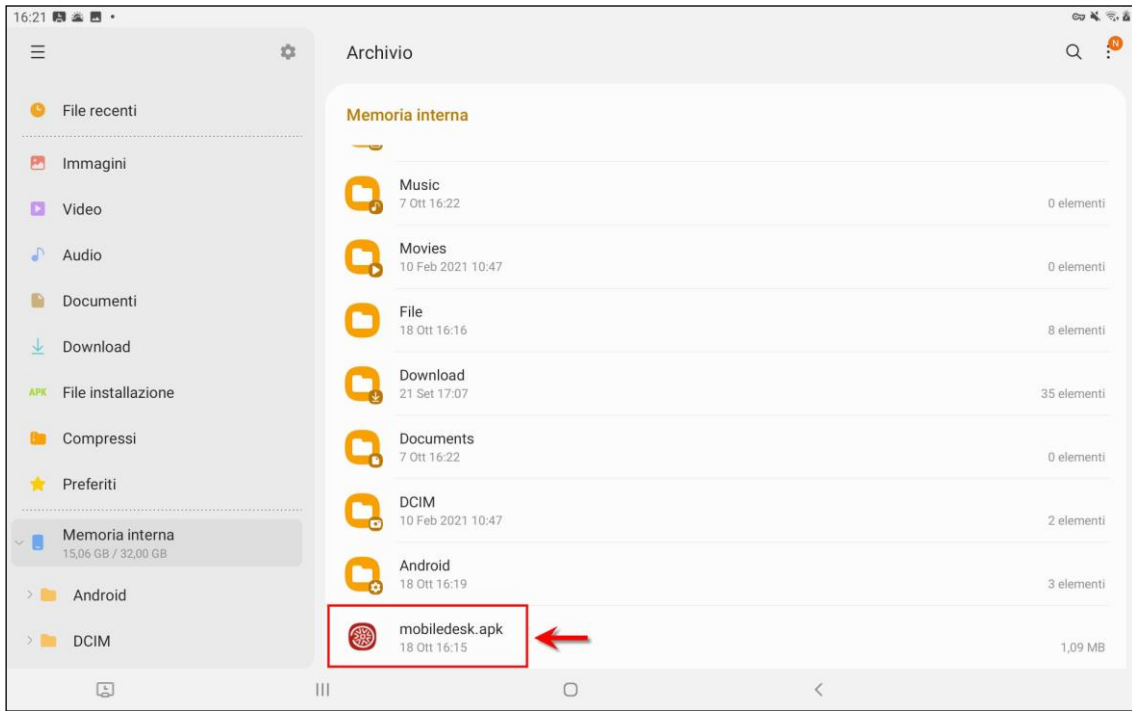 16:21
Archivio
N
File recenti
Immagini
Video
Audio
Documenti
Download
APK File installazione
Compressi
Preferiti
Memoria interna
15,06 GB / 32,00 GB
Android
DCIM
Memoria interna
Music
7 Ott 16:22
0 elementi
Movies
10 Feb 2021 10:47
0 elementi
File
18 Ott 16:16
8 elementi
Download
21 Set 17:07
35 elementi
Documents
7 Ott 16:22
0 elementi
DCIM
10 Feb 2021 10:47
2 elementi
Android
18 Ott 16:19
3 elementi
mobiledesk.apk
18 Ott 16:15
1,09 MB